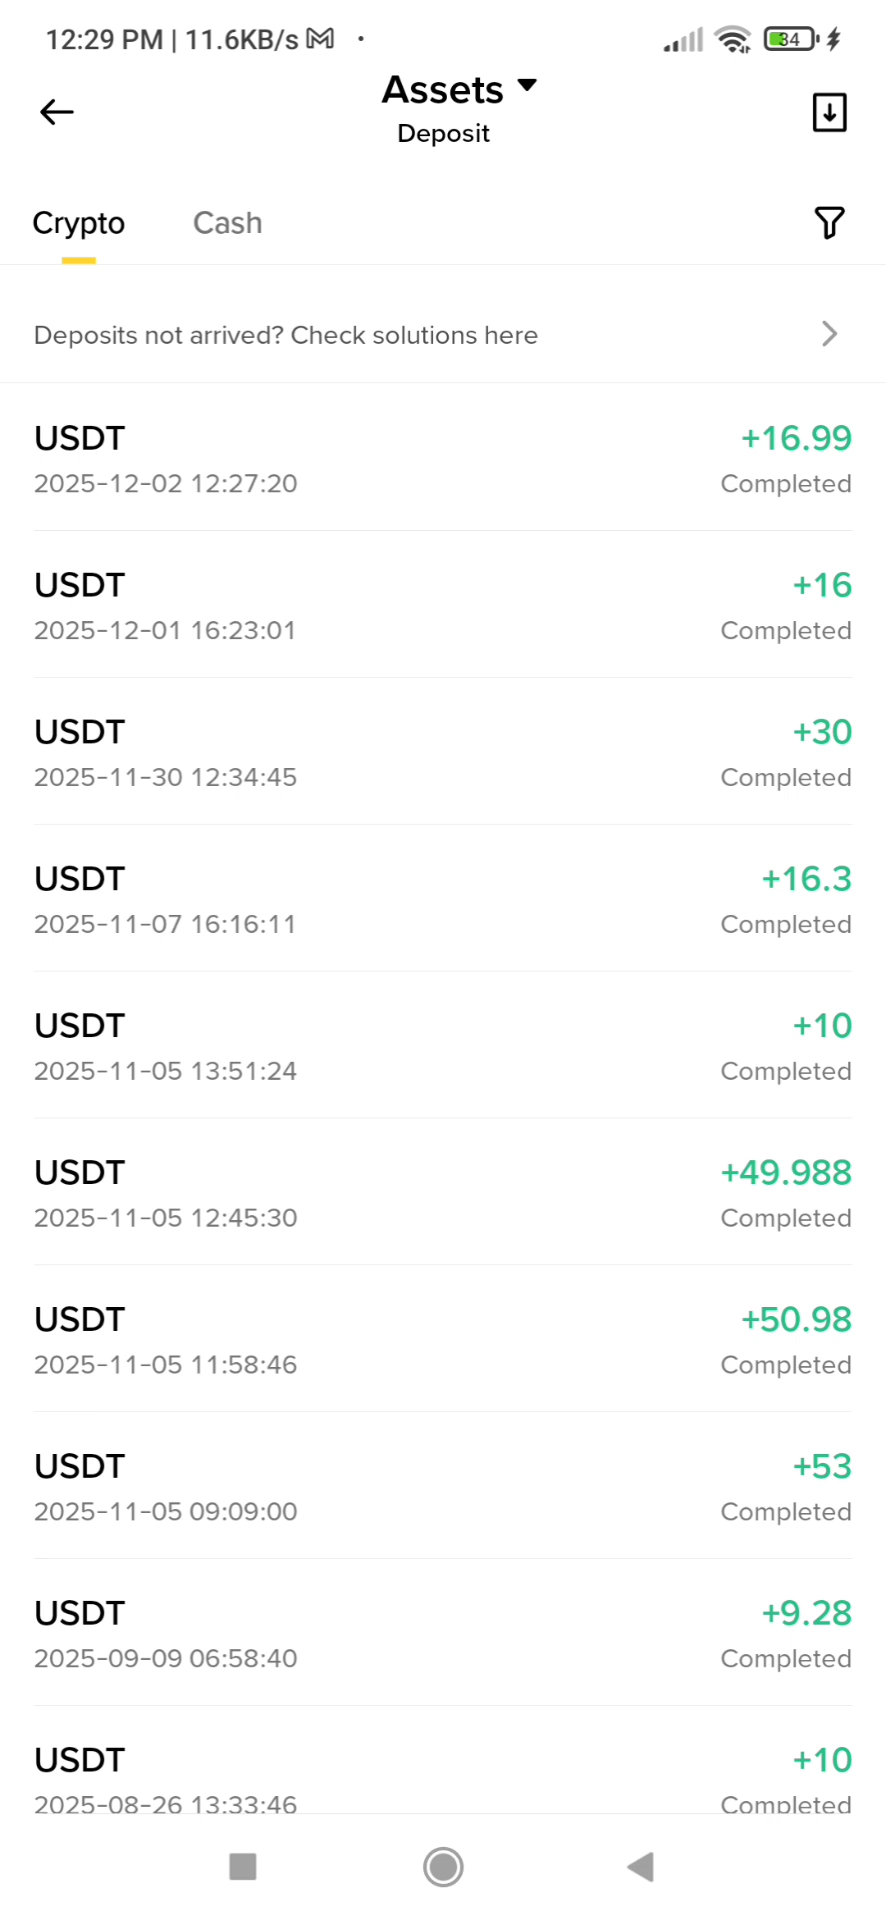 12:29 PM | 11.6KB/s
34
Assets
Deposit
Crypto Cash
Deposits not arrived? Check solutions here
USDT +16.99
2025-12-02 12:27:20 Completed
USDT +16
2025-12-01 16:23:01 Completed
USDT +30
2025-11-30 12:34:45 Completed
USDT +16.3
2025-11-07 16:16:11 Completed
USDT +10
2025-11-05 13:51:24 Completed
USDT +49.988
2025-11-05 12:45:30 Completed
USDT +50.98
2025-11-05 11:58:46 Completed
USDT +53
2025-11-05 09:09:00 Completed
USDT +9.28
2025-09-09 06:58:40 Completed
USDT +10
2025-08-26 13:33:46 Completed